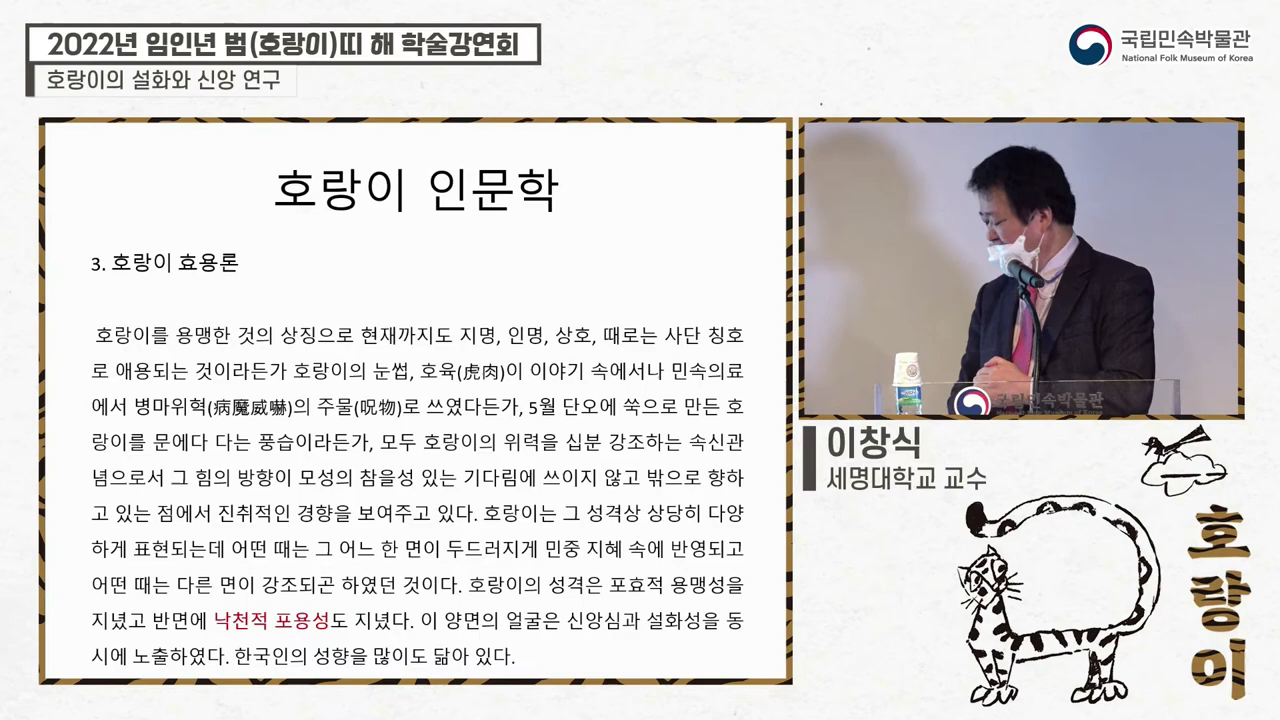 2022년 임인년 범(호랑이)띠 해 학술강연회
호랑이의 설화와 신앙 연구
국립민속박물관
National Folk Museum of Korea
호랑이 인문학
3. 호랑이 효용론
호랑이를 용맹한 것의 상징으로 현재까지도 지명, 인명, 상호, 때로는 사단 칭호
로 애용되는 것이라든가 호랑이의 눈썹, 호육(虎肉)이 이야기 속에서나 민속의료
에서 병마위혁(病魔威嚇)의 주물(呪物)로 쓰였다든가, 5월 단오에 쑥으로 만든 호
랑이를 문에다 다는 풍습이라든가, 모두 호랑이의 위력을 십분 강조하는 속신관
념으로서 그 힘의 방향이 모성의 참을성 있는 기다림에 쓰이지 않고 밖으로 향하
고 있는 점에서 진취적인 경향을 보여주고 있다. 호랑이는 그 성격상 상당히 다양
하게 표현되는데 어떤 때는 그 어느 한 면이 두드러지게 민중 지혜 속에 반영되고
어떤 때는 다른 면이 강조되곤 하였던 것이다. 호랑이의 성격은 포효적 용맹성을
지녔고 반면에 낙천적 포용성도 지녔다. 이 양면의 얼굴은 신앙심과 설화성을 동
시에 노출하였다. 한국인의 성향을 많이도 닮아 있다.
국립민속박물관
National Folk Museum of Korea
이창식
세명대학교 교수
호랑이